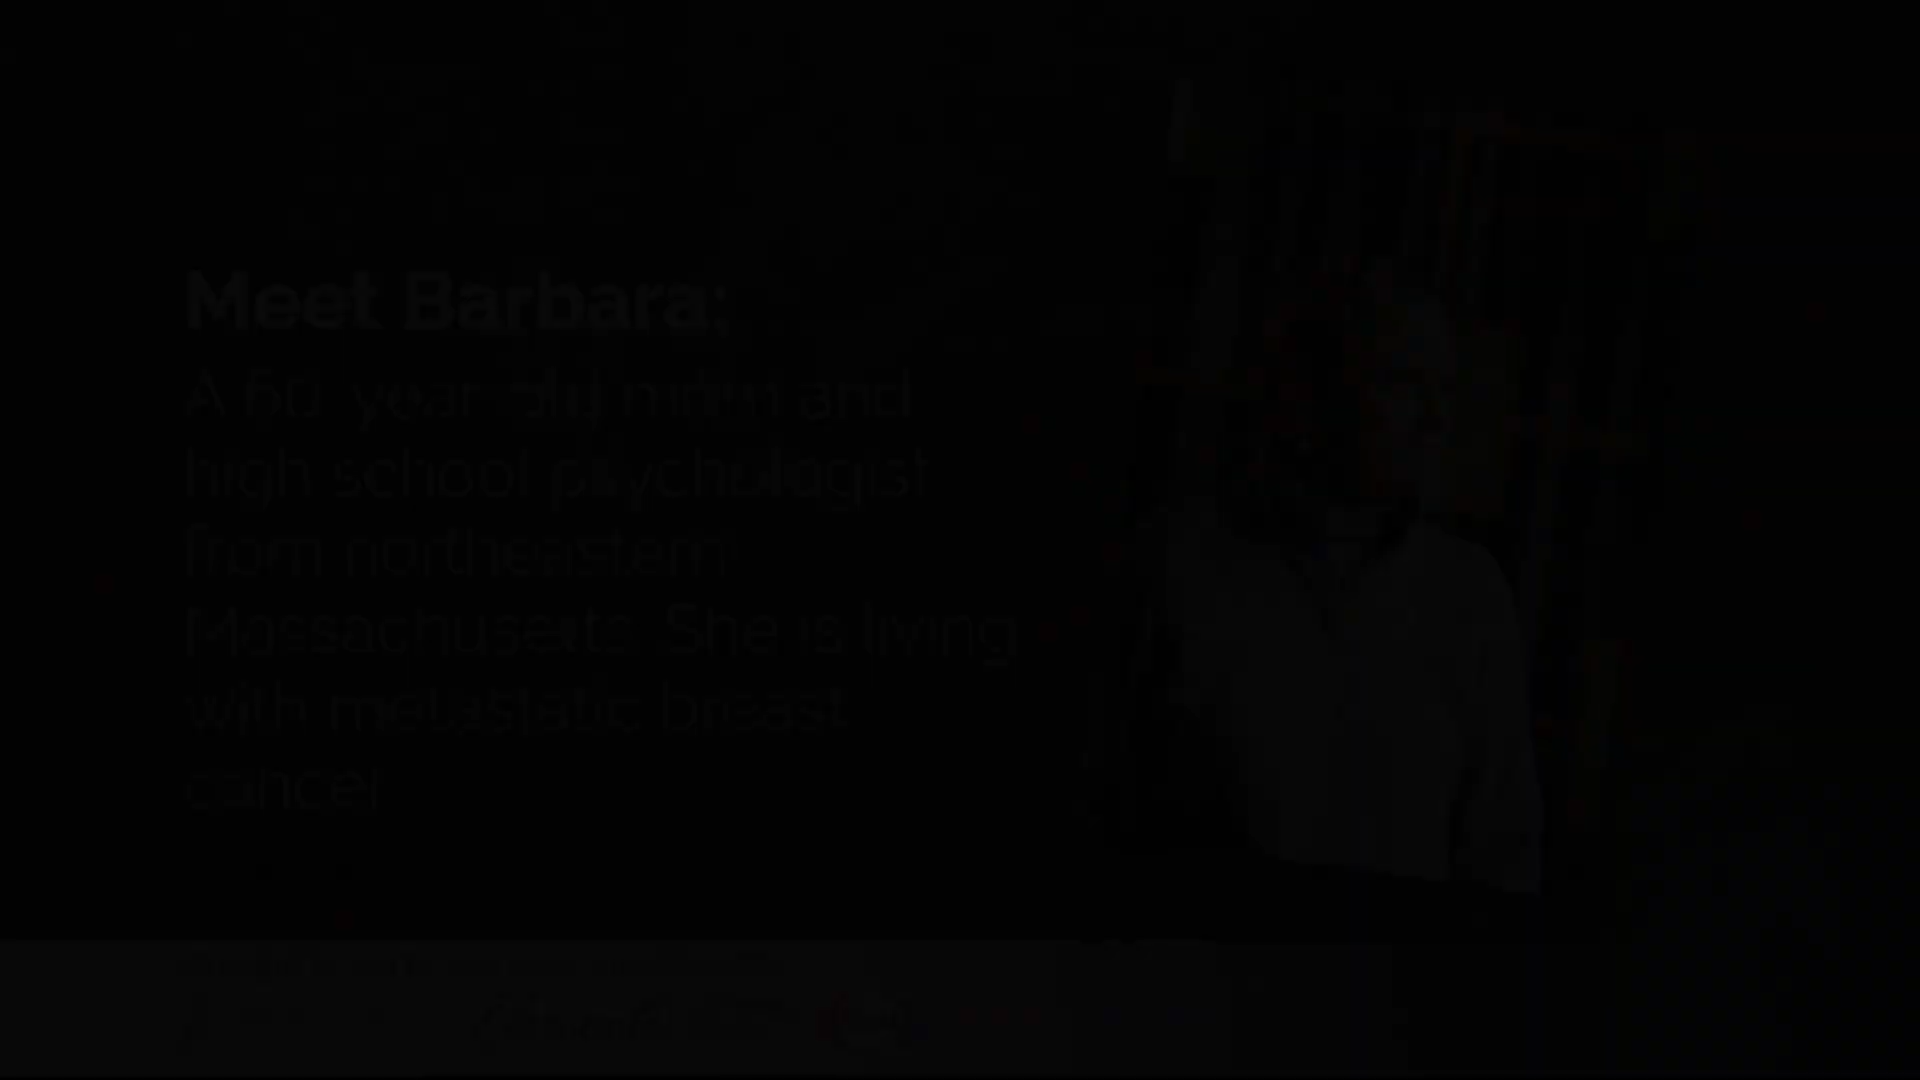 Meet Barbara:
A 60-year-old mom and
high school psychologist
from northeastern
Massachusetts. She is living
with metastatic breast
cancer